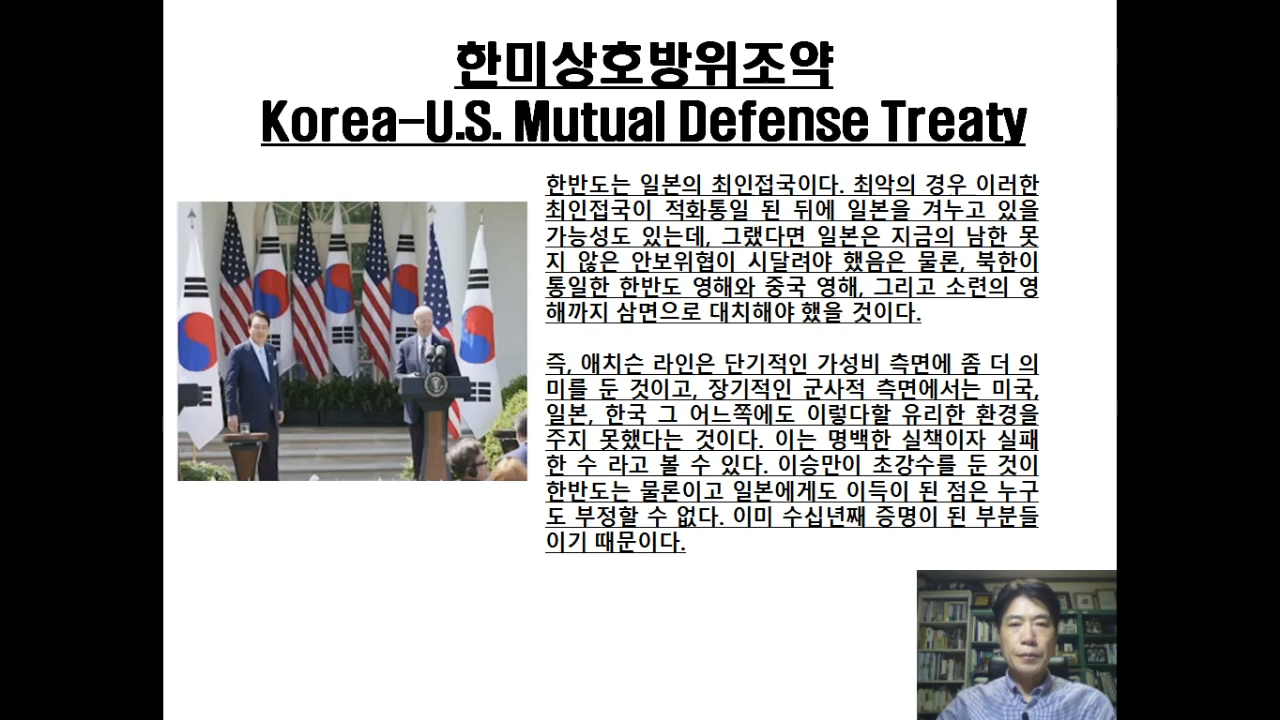 한미상호방위조약
Korea-U.S. Mutual Defense Treaty
한반도는 일본의 최인접국이다. 최악의 경우 이러한
최인접국이 적화통일 된 뒤에 일본을 겨누고 있을
가능성도 있는데, 그랬다면 일본은 지금의 남한 못
지 않은 안보위협이 시달려야 했음은 물론, 북한이
통일한 한반도 영해와 중국 영해, 그리고 소련의 영
해까지 삼면으로 대치해야 했을 것이다.
즉, 애치슨 라인은 단기적인 가성비 측면에 좀 더 의
미를 둔 것이고, 장기적인 군사적 측면에서는 미국,
일본, 한국 그 어느쪽에도 이렇다할 유리한 환경을
주지 못했다는 것이다. 이는 명백한 실책이자 실패
한 수 라고 볼 수 있다. 이승만이 초강수를 둔 것이
한반도는 물론이고 일본에게도 이득이 된 점은 누구
도 부정할 수 없다. 이미 수십년째 증명이 된 부분들
이기 때문이다.